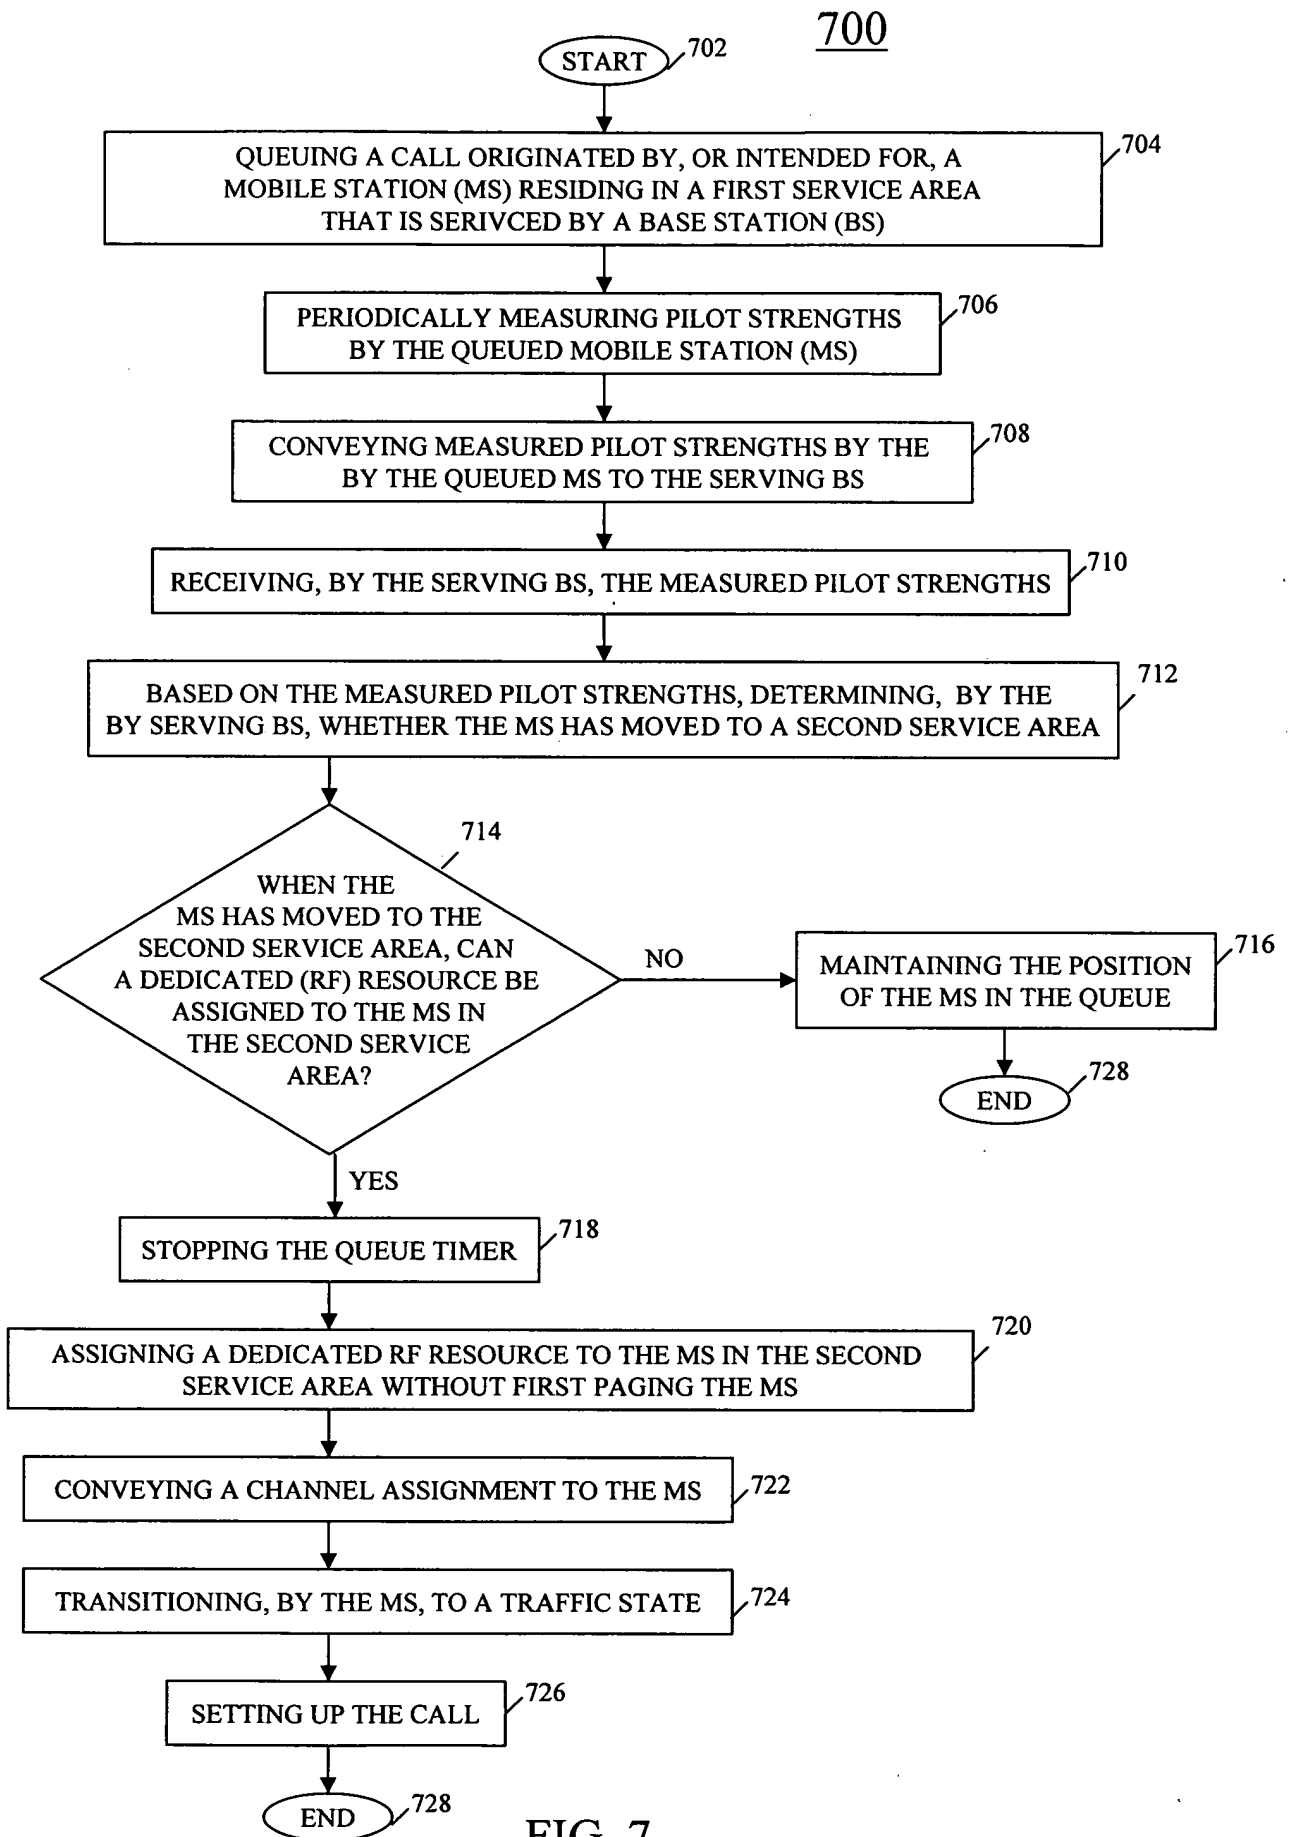 700
START
702
QUEUING A CALL ORIGINATED BY, OR INTENDED FOR, A
MOBILE STATION (MS) RESIDING IN A FIRST SERVICE AREA
THAT IS SERIVCED BY A BASE STATION (BS)
704
PERIODICALLY MEASURING PILOT STRENGTHS
BY THE QUEUED MOBILE STATION (MS)
706
CONVEYING MEASURED PILOT STRENGTHS BY THE
BY THE QUEUED MS TO THE SERVING BS
708
RECEIVING, BY THE SERVING BS, THE MEASURED PILOT STRENGTHS
710
BASED ON THE MEASURED PILOT STRENGTHS, DETERMINING, BY THE
BY SERVING BS, WHETHER THE MS HAS MOVED TO A SECOND SERVICE AREA
712
714
WHEN THE
MS HAS MOVED TO THE
SECOND SERVICE AREA, CAN
A DEDICATED (RF) RESOURCE BE
ASSIGNED TO THE MS IN
THE SECOND SERVICE
AREA?
NO
MAINTAINING THE POSITION
OF THE MS IN THE QUEUE
716
END
728
YES
STOPPING THE QUEUE TIMER
718
ASSIGNING A DEDICATED RF RESOURCE TO THE MS IN THE SECOND
SERVICE AREA WITHOUT FIRST PAGING THE MS
720
CONVEYING A CHANNEL ASSIGNMENT TO THE MS
722
TRANSITIONING, BY THE MS, TO A TRAFFIC STATE
724
SETTING UP THE CALL
726
END
728
FIG. 7